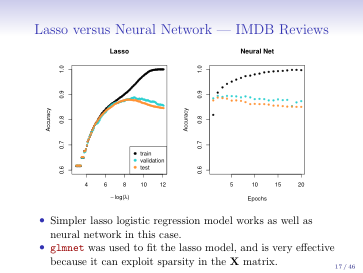 Lasso versus Neural Network — IMDB Reviews
Lasso
Neural Net
Accuracy
1.0
0.9
0.8
0.7
0.6
train
validation
test
4 6 8 10 12
− log(λ)
Accuracy
1.0
0.9
0.8
0.7
0.6
5 10 15 20
Epochs
• Simpler lasso logistic regression model works as well as
neural network in this case.
• glmnet was used to fit the lasso model, and is very effective
because it can exploit sparsity in the X matrix.
17 / 46